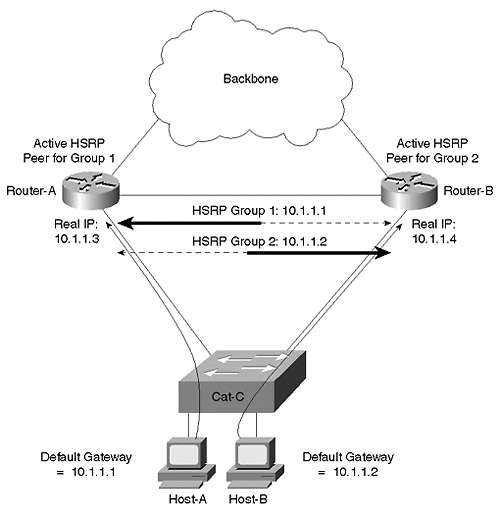 Backbone
Active HSRP
Peer for Group 1
Active HSRP
Peer for Group 2
Router-A
Router-B
HSRP Group 1: 10.1.1.1
Real IP:
10.1.1.3
Real IP:
10.1.1.4
HSRP Group 2: 10.1.1.2
Cat-C
Default Gateway
= 10.1.1.1
Default Gateway
= 10.1.1.2
Host-A
Host-B